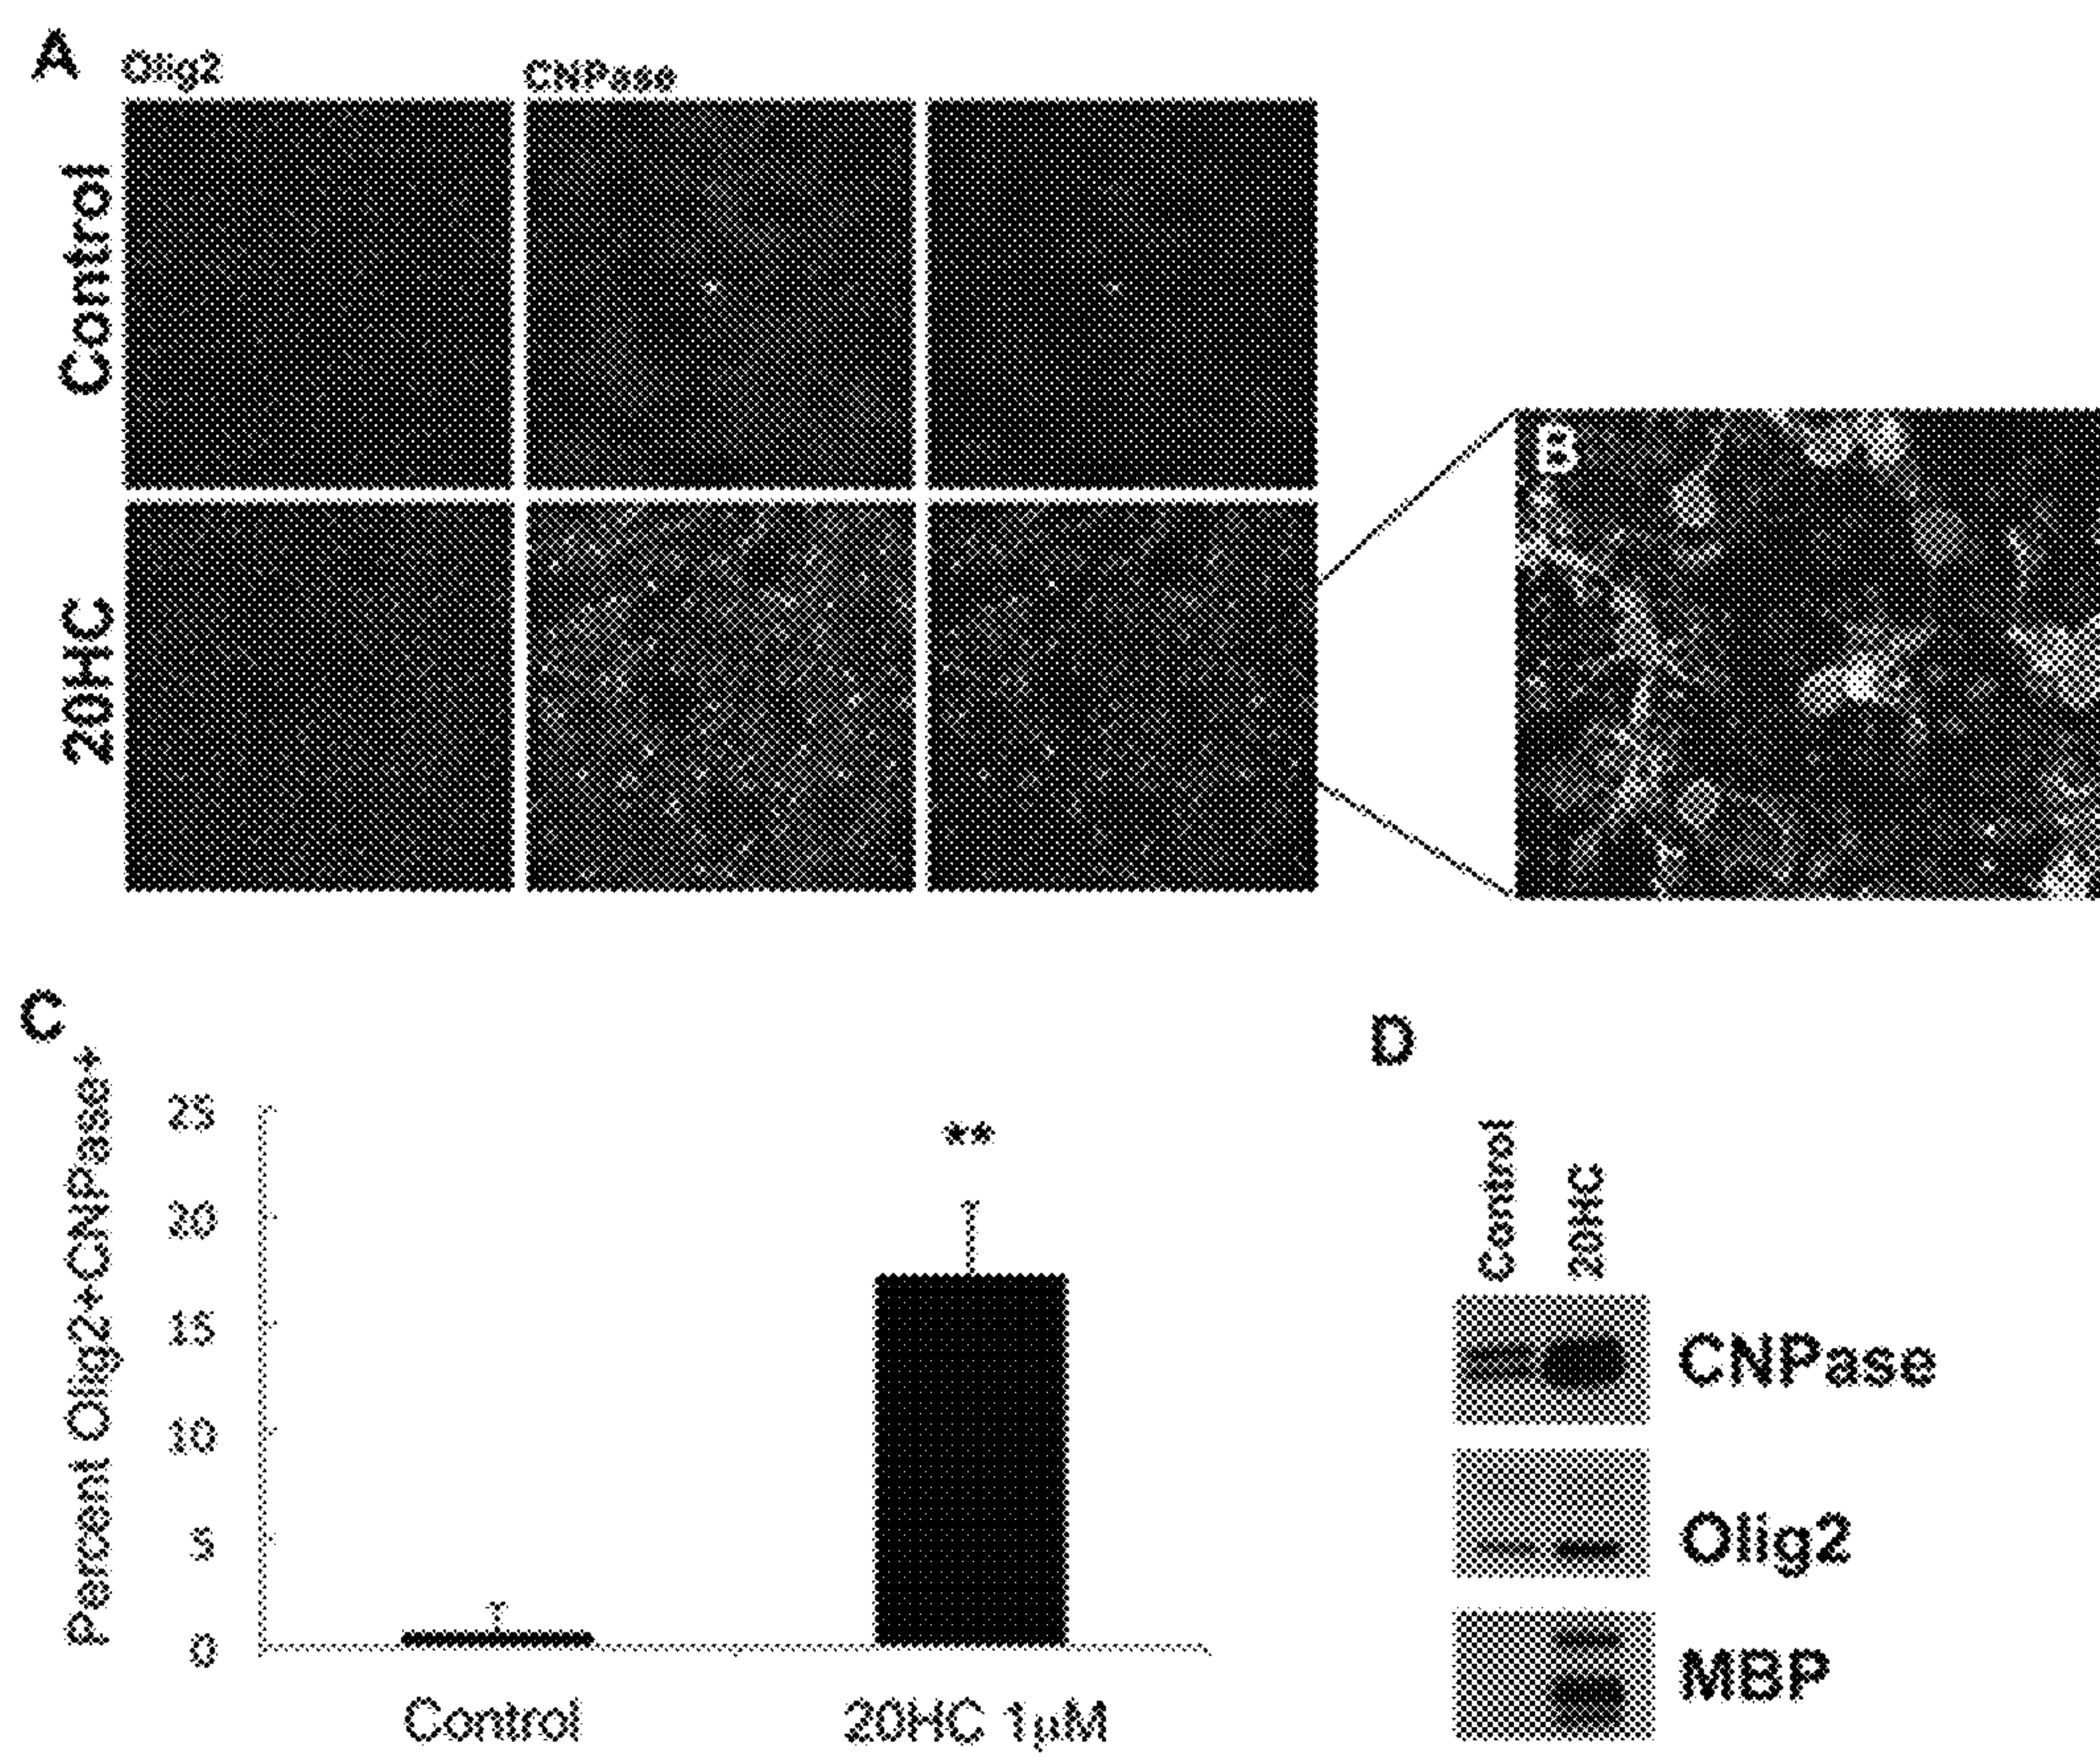 A
Olig2
CNPase
Control
20HC
B
C
Percent Olig2+CNPase+
25
20
15
10
5
0
**
Control
20HC 1μM
D
Control
20HC
CNPase
Olig2
MBP